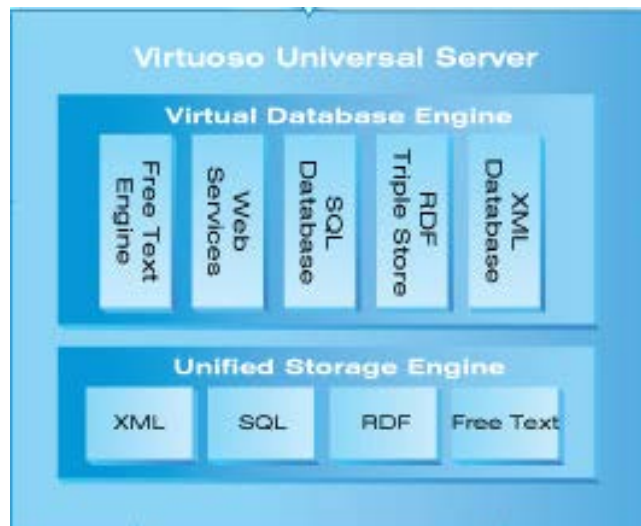 Virtuoso Universal Server
Virtual Database Engine
Free Text
Engine
Web
Services
SQL
Database
RDF
Triple Store
XML
Database
Unified Storage Engine
XML
SQL
RDF
Free Text